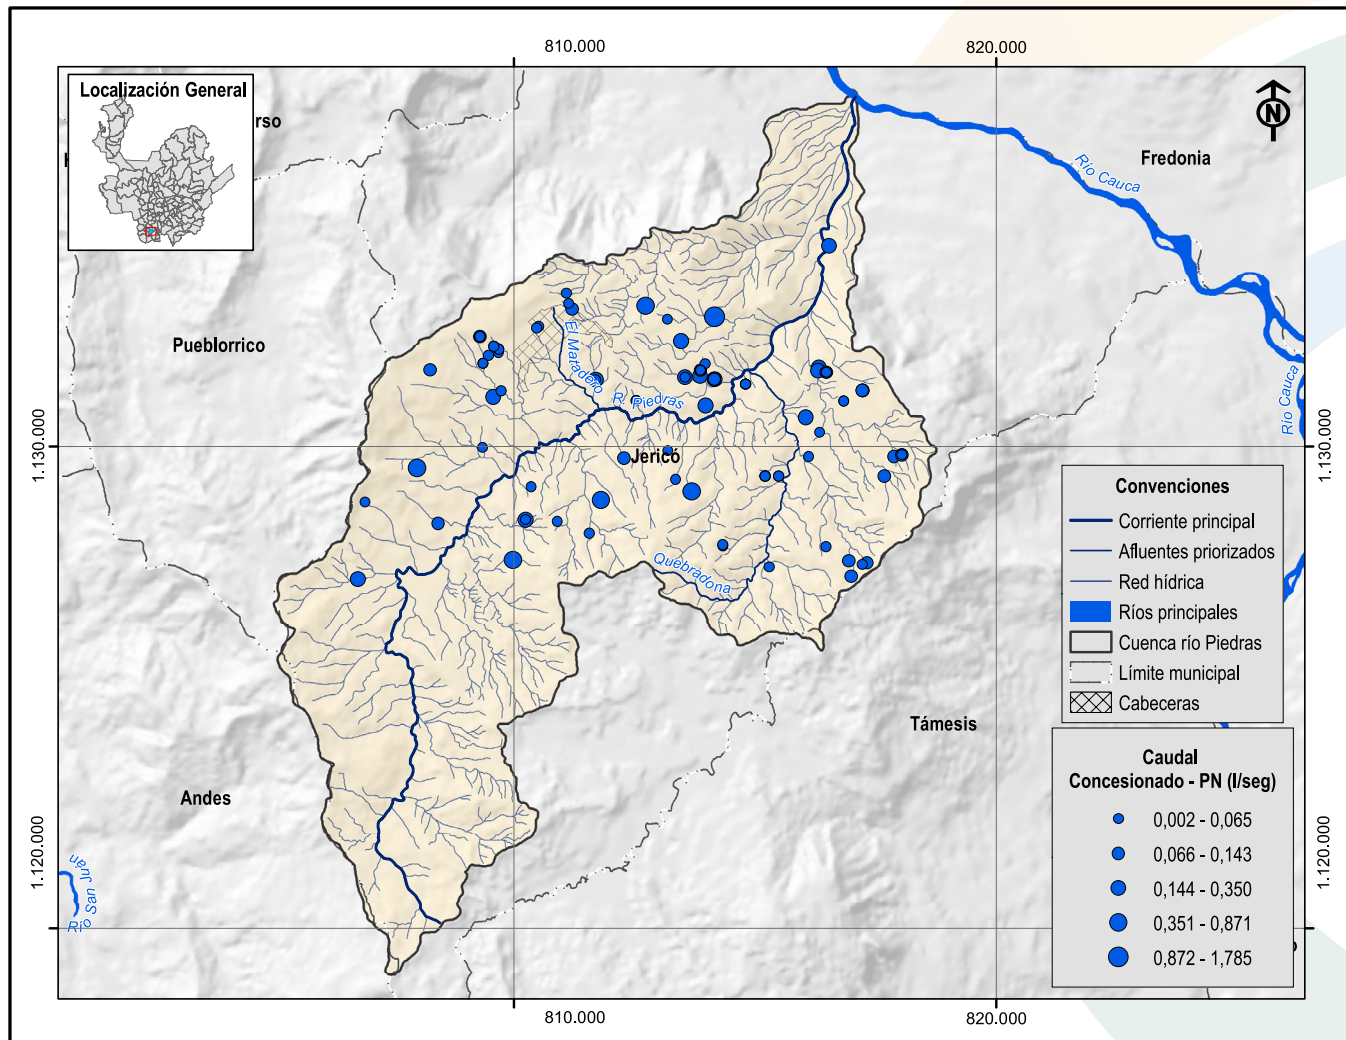 810.000
820.000
Localización General
rso
Fredonia
Río Cauca
Pueblorrico
El Matadero
R. Piedras
Río Cauca
1.130.000
1.130.000
Jericó
Quebradona
Convenciones
Corriente principal
Afluentes priorizados
Red hídrica
Ríos principales
Cuenca río Piedras
Límite municipal
Cabeceras
Támesis
Andes
Caudal
Concesionado - PN (l/seg)
0,002 - 0,065
0,066 - 0,143
0,144 - 0,350
0,351 - 0,871
0,872 - 1,785
1.120.000
1.120.000
Río San Juán
810.000
820.000